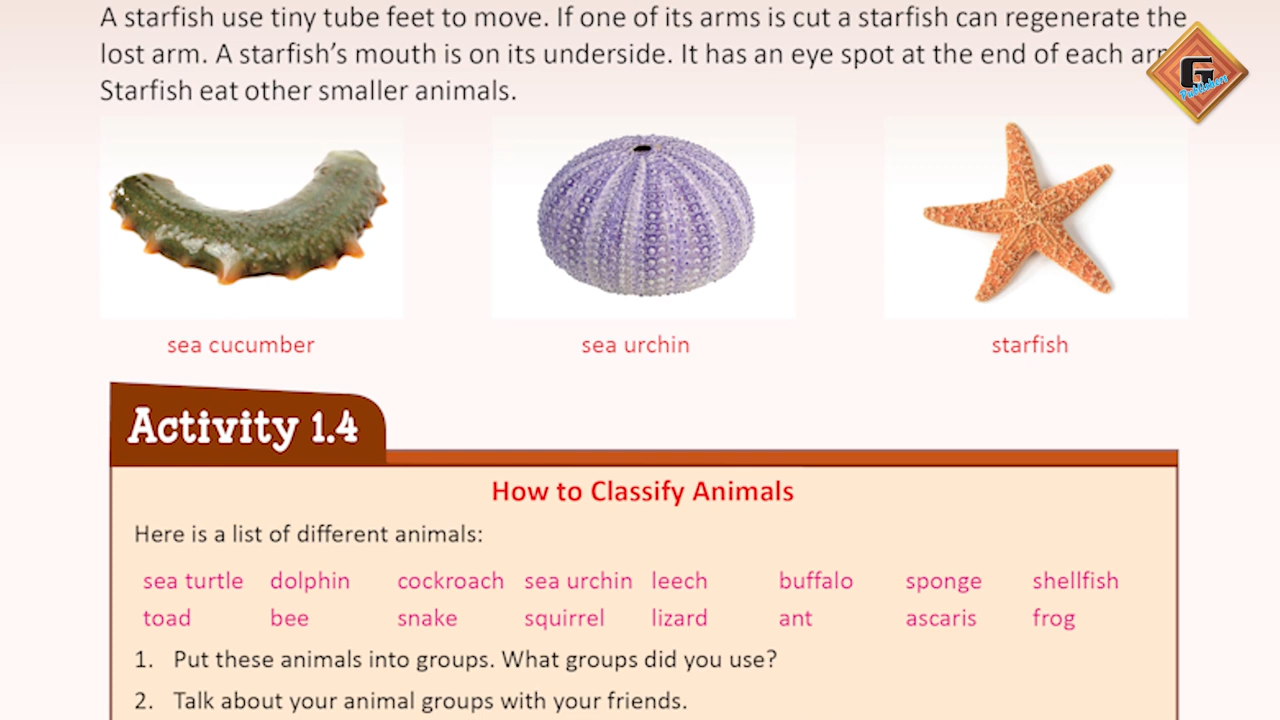 A starfish use tiny tube feet to move. If one of its arms is cut a starfish can regenerate the
lost arm. A starfish's mouth is on its underside. It has an eye spot at the end of each
Starfish eat other smaller animals.
G
Publishers
sea cucumber sea urchin starfish
Activity 1.4
How to Classify Animals
Here is a list of different animals:
sea turtle dolphin cockroach sea urchin leech buffalo sponge shellfish
toad bee snake squirrel lizard ant ascaris frog
1. Put these animals into groups. What groups did you use?
2. Talk about your animal groups with your friends.